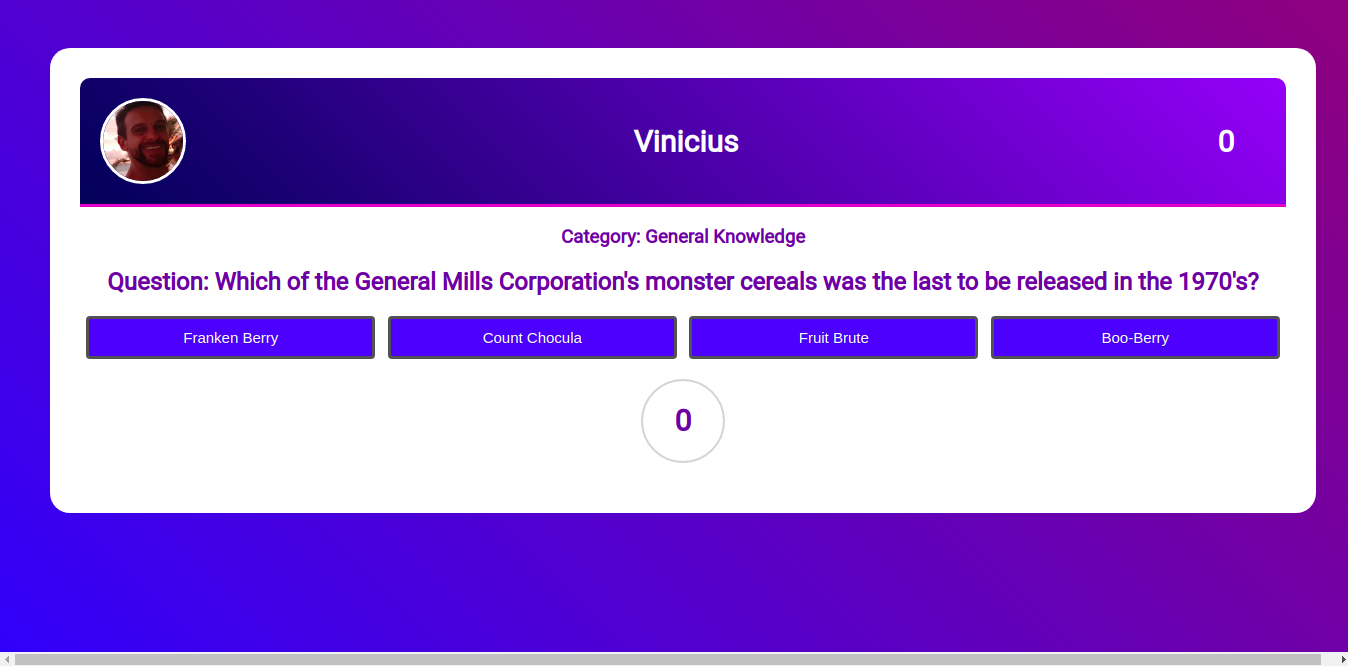 Vinicius
0
Category: General Knowledge
Question: Which of the General Mills Corporation's monster cereals was the last to be released in the 1970's?
Franken Berry
Count Chocula
Fruit Brute
Boo-Berry
0